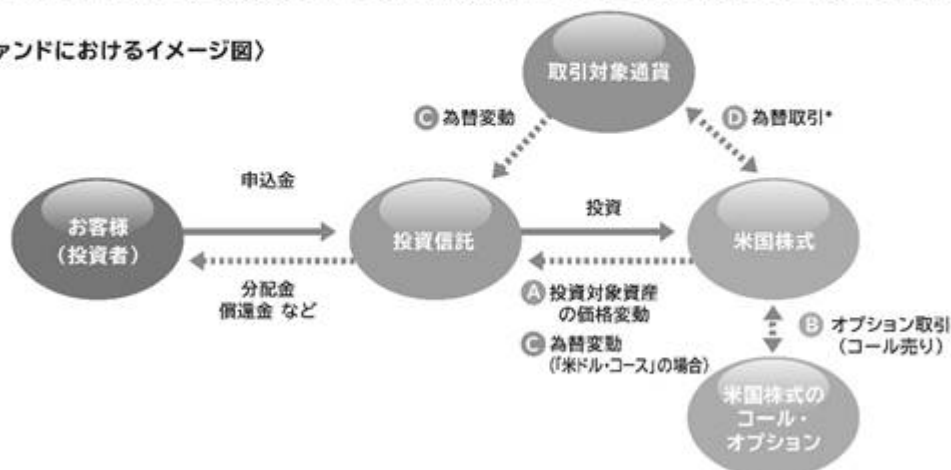 ァンドにおけるイメージ図〉
取引対象通貨
C 為替変動
D 為替取引*
申込金
投資
お客様
（投資者）
投資信託
米国株式
分配金
償還金 など
A 投資対象資産
の価格変動
C 為替変動
（「米ドル・コース」の場合）
B オプション取引
（コール売り）
米国株式の
コール・
オプション